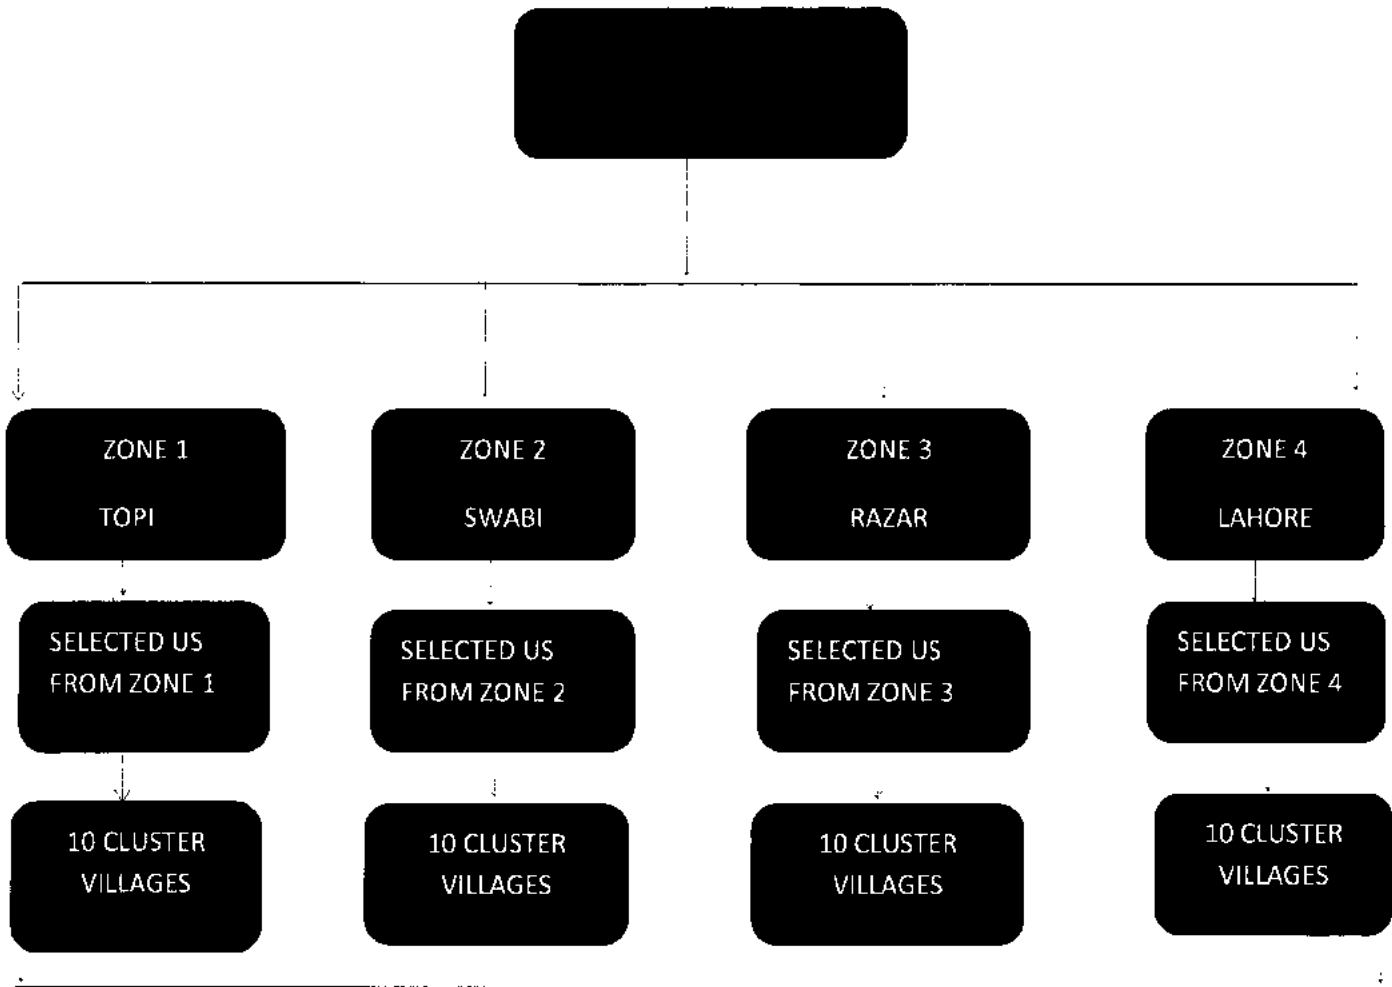 ZONE 1
TOPI
ZONE 2
SWABI
ZONE 3
RAZAR
ZONE 4
LAHORE
SELECTED US
FROM ZONE 1
SELECTED US
FROM ZONE 2
SELECTED US
FROM ZONE 3
SELECTED US
FROM ZONE 4
10 CLUSTER
VILLAGES
10 CLUSTER
VILLAGES
10 CLUSTER
VILLAGES
10 CLUSTER
VILLAGES